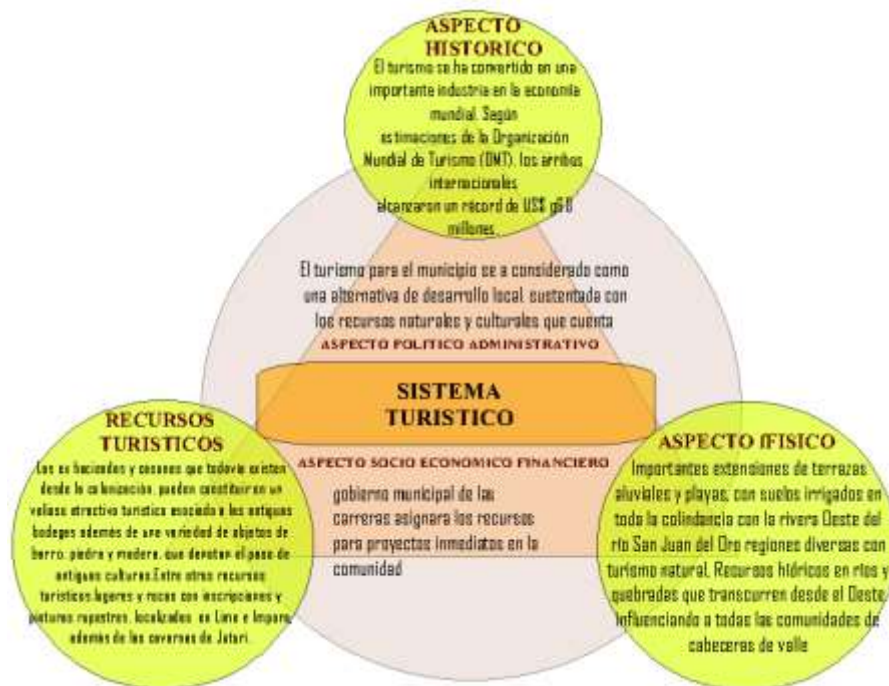 ASPECTO
HISTORICO
El turismo se ha convertido en una
importante industria en la economía
mundial. Según
estimaciones de la Organización
Mundial de Turismo (OMT), los arribos
internacionales
alcanzaron un récord de US$
millones.
El turismo para el municipio se a considerado como
una alternativa de desarrollo local, sustentada con
los recursos naturales y culturales que cuenta
ASPECTO POLITICO ADMINISTRATIVO
SISTEMA
TURISTICO
ASPECTO SOCIO ECONOMICO FINANCIERO
gobierno municipal de las
carreras asignara los recursos
para proyectos inmediatos en la
comunidad
RECURSOS
TURISTICOS
Las ex haciendas y casonas que todavía existen
desde la colonización, pueden constituir en un
valioso atractivo turístico asociado a las antiguas
bodegas además de una variedad de objetos de
barro, piedra y madera, que denotan el paso de
antiguas culturas.Entre otros recursos
turísticos lugares y rocas con inscripciones y
pinturas rupestres, localizados en Lime e Impora,
además de las cavernas de Jatari.
ASPECTO fFISICO
Importantes extensiones de terrazas
aluviales y playas, con suelos irrigados en
toda la colindancia con la rivera Oeste del
río San Juan del Oro regiones diversas con
turismo natural. Recursos hídricos en ríos y
quebradas que transcurren desde el Oeste,
influenciando a todas las comunidades de
cabeceras de valle